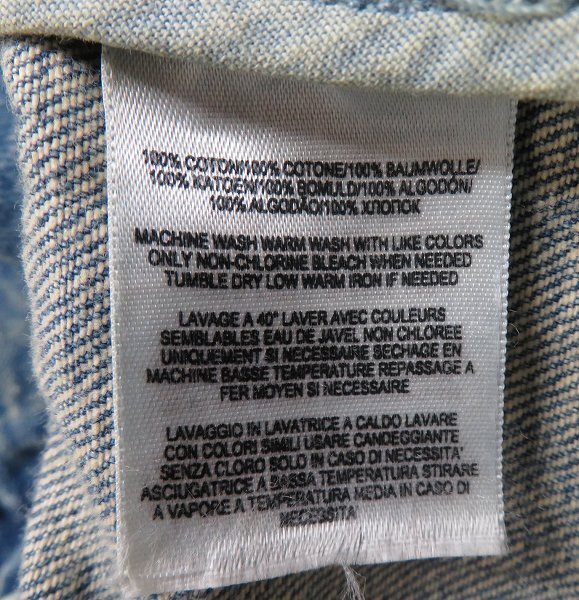 100% COTON/100% COTONE/100% BAUMWOLLE/
100% KATOEN/100% BOMULD/100% ALGODÓN/
100% ALGODÃO/100% ХЛОПОК
MACHINE WASH WARM WASH WITH LIKE COLORS
ONLY NON-CHLORINE BLEACH WHEN NEEDED
TUMBLE DRY LOW WARM IRON IF NEEDED
LAVAGE A 40° LAVER AVEC COULEURS
SEMBLABLES EAU DE JAVEL NON CHLOREE
UNIQUEMENT SI NECESSAIRE SECHAGE EN
MACHINE BASSE TEMPERATURE REPASSAGE A
FER MOYEN SI NECESSAIRE
LAVAGGIO IN LAVATRICE A CALDO LAVARE
CON COLORI SIMILI USARE CANDEGGIANTE
SENZA CLORO SOLO IN CASO DI NECESSITA'
ASCIUGATRICE A BASSA TEMPERATURA STIRARE
A VAPORE A TEMPERATURA MEDIA IN CASO DI
NECESSITA